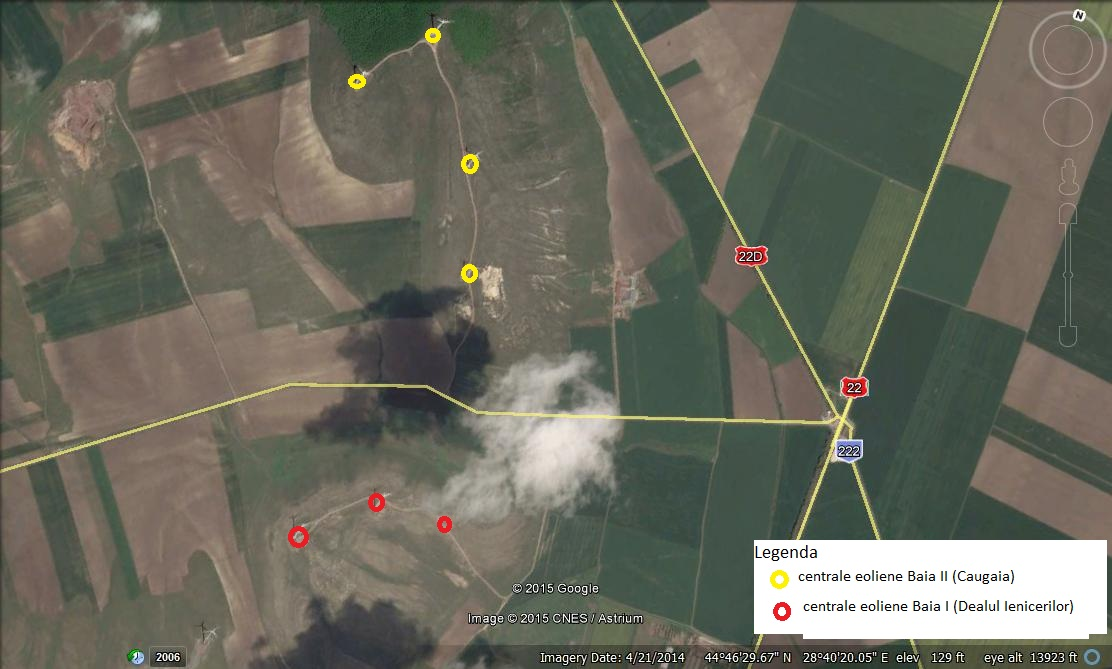 N
22D
22
222
Legenda
centrale eoliene Baia II (Caugaia)
centrale eoliene Baia I (Dealul Ienicerilor)
© 2015 Google
Image © 2015 CNES / Astrium
2006
Imagery Date: 4/21/2014 44°46'29.67" N 28°40'20.05" E elev 129 ft eye alt 13923 ft